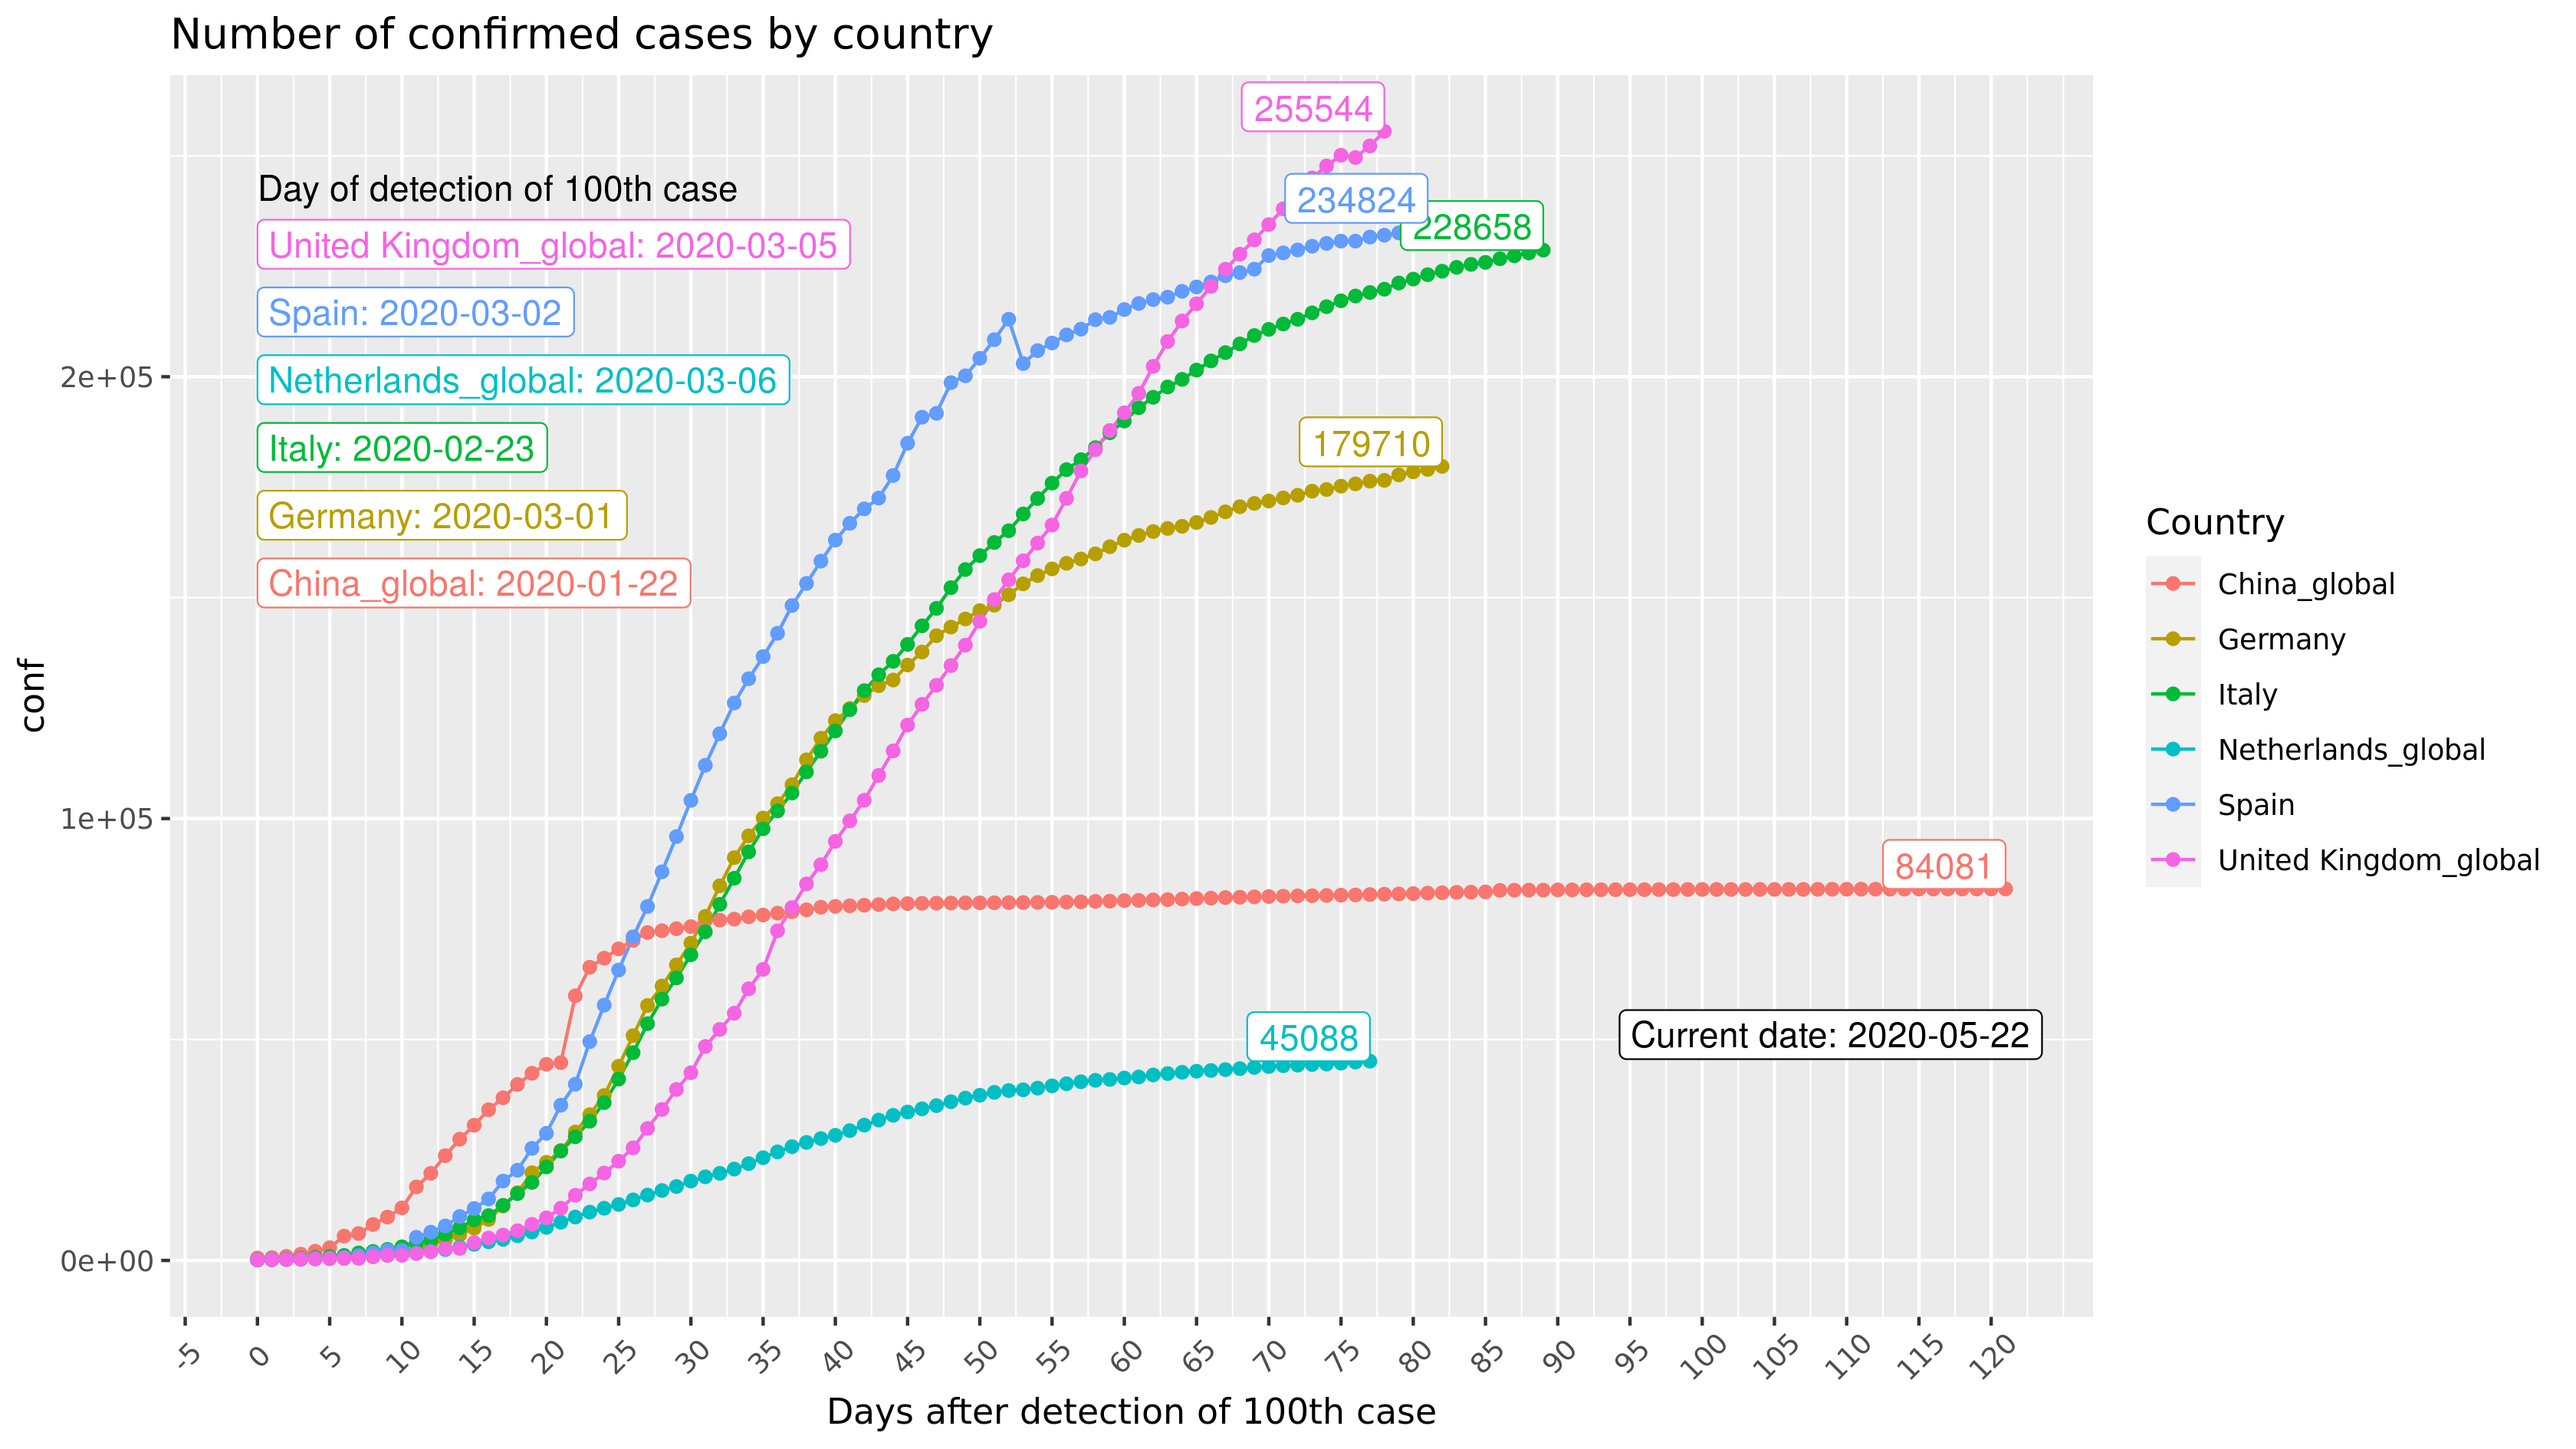 Number of confirmed cases by country
255544
Day of detection of 100th case
234824
228658
United Kingdom_global: 2020-03-05
Spain: 2020-03-02
2e+05
Netherlands_global: 2020-03-06
Italy: 2020-02-23
179710
Germany: 2020-03-01
China_global: 2020-01-22
conf
1e+05
84081
45088
Current date: 2020-05-22
0e+00
-5 0 5 10 15 20 25 30 35 40 45 50 55 60 65 70 75 80 85 90 95 100 105 110 115 120
Days after detection of 100th case
Country
China_global
Germany
Italy
Netherlands_global
Spain
United Kingdom_global